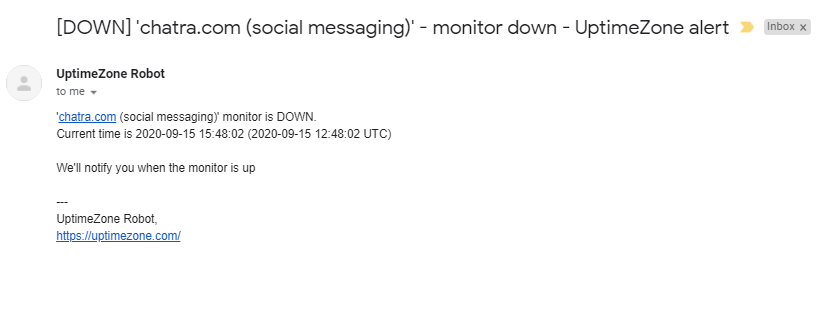 [DOWN] 'chatra.com (social messaging)' - monitor down - UptimeZone alert Inbox x
UptimeZone Robot
to me
'chatra.com (social messaging)' monitor is DOWN.
Current time is 2020-09-15 15:48:02 (2020-09-15 12:48:02 UTC)
We'll notify you when the monitor is up
---
UptimeZone Robot,
https://uptimezone.com/